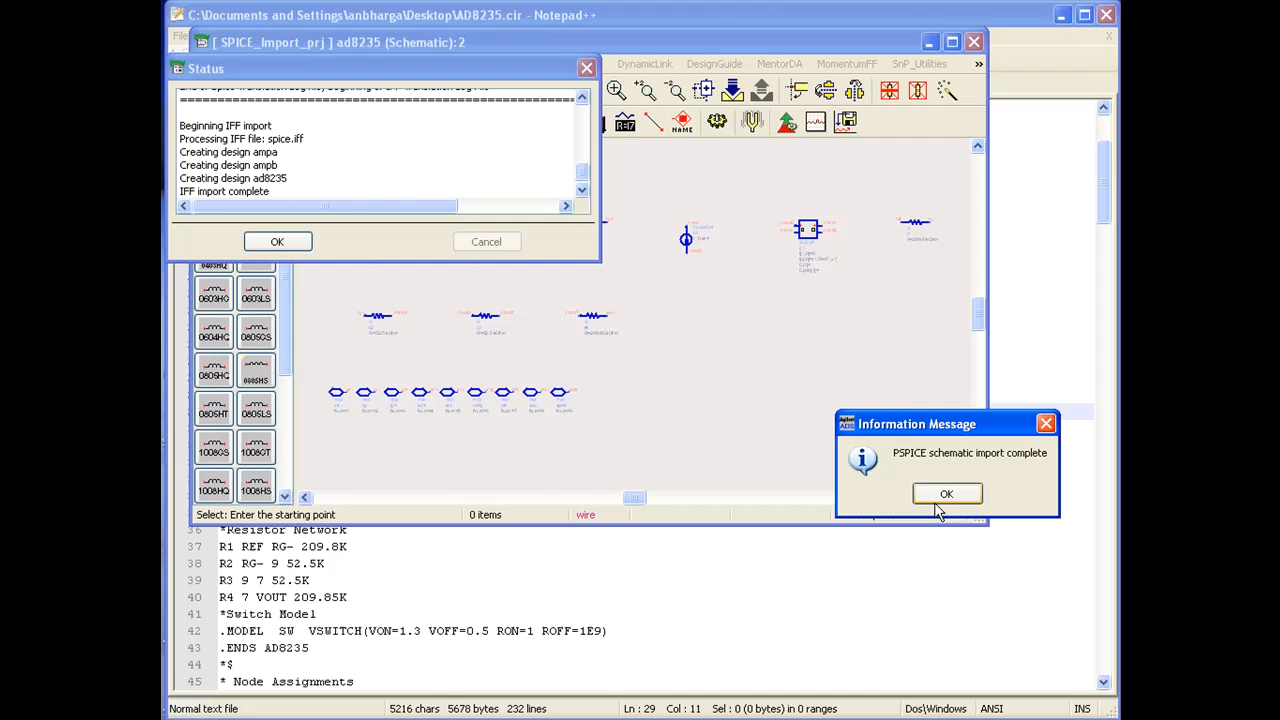 C:\Documents and Settings\anbharga\Desktop\AD8235.cir - Notepad++
File
[ SPICE_Import_prj ] ad8235 (Schematic):2
Status
DynamicLink DesignGuide MentorDA MomentumFF SnP_Utilities »
NAME
Beginning IFF import
Processing IFF file: spice.iff
Creating design ampa
Creating design ampb
Creating design ad8235
IFF import complete
OK Cancel
0603HC 0603LS
0604HC 0805CS
0805HC 0805HS
0805HT 0805LS
1008CS 1008CT
1008HQ 1008HS
Information Message
PSPICE schematic import complete
OK
Select: Enter the starting point 0 items wire
36 *Resistor Network
37 R1 REF RG- 209.8K
38 R2 RG- 9 52.5K
39 R3 9 7 52.5K
40 R4 7 VOUT 209.85K
41 *Switch Model
42 .MODEL SW VSWITCH(VON=1.3 VOFF=0.5 RON=1 ROFF=1E9)
43 .ENDS AD8235
44 *$
45 * Node Assignments
Normal text file 5216 chars 5678 bytes 232 lines Ln : 29 Col : 11 Sel : 0 (0 bytes) in 0 ranges Dos\Windows ANSI INS